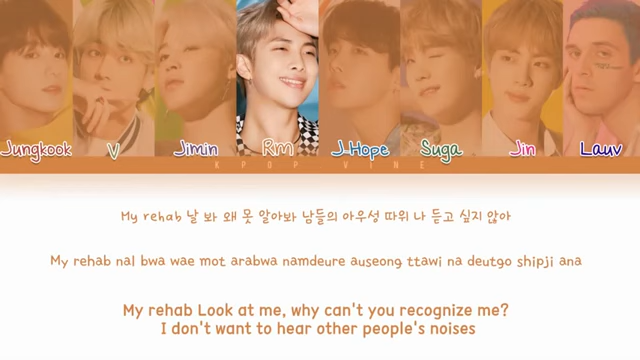 Jungkook V Jimin Rm J Hope Suga Jin Lauv
KPOP VINE
My rehab 날 봐 왜 못 알아봐 남들의 아우성 따위 나 듣고 싶지 않아
My rehab nal bwa wae mot arabwa namdeure auseong ttawi na deutgo shipji ana
My rehab Look at me, why can't you recognize me?
I don't want to hear other people's noises